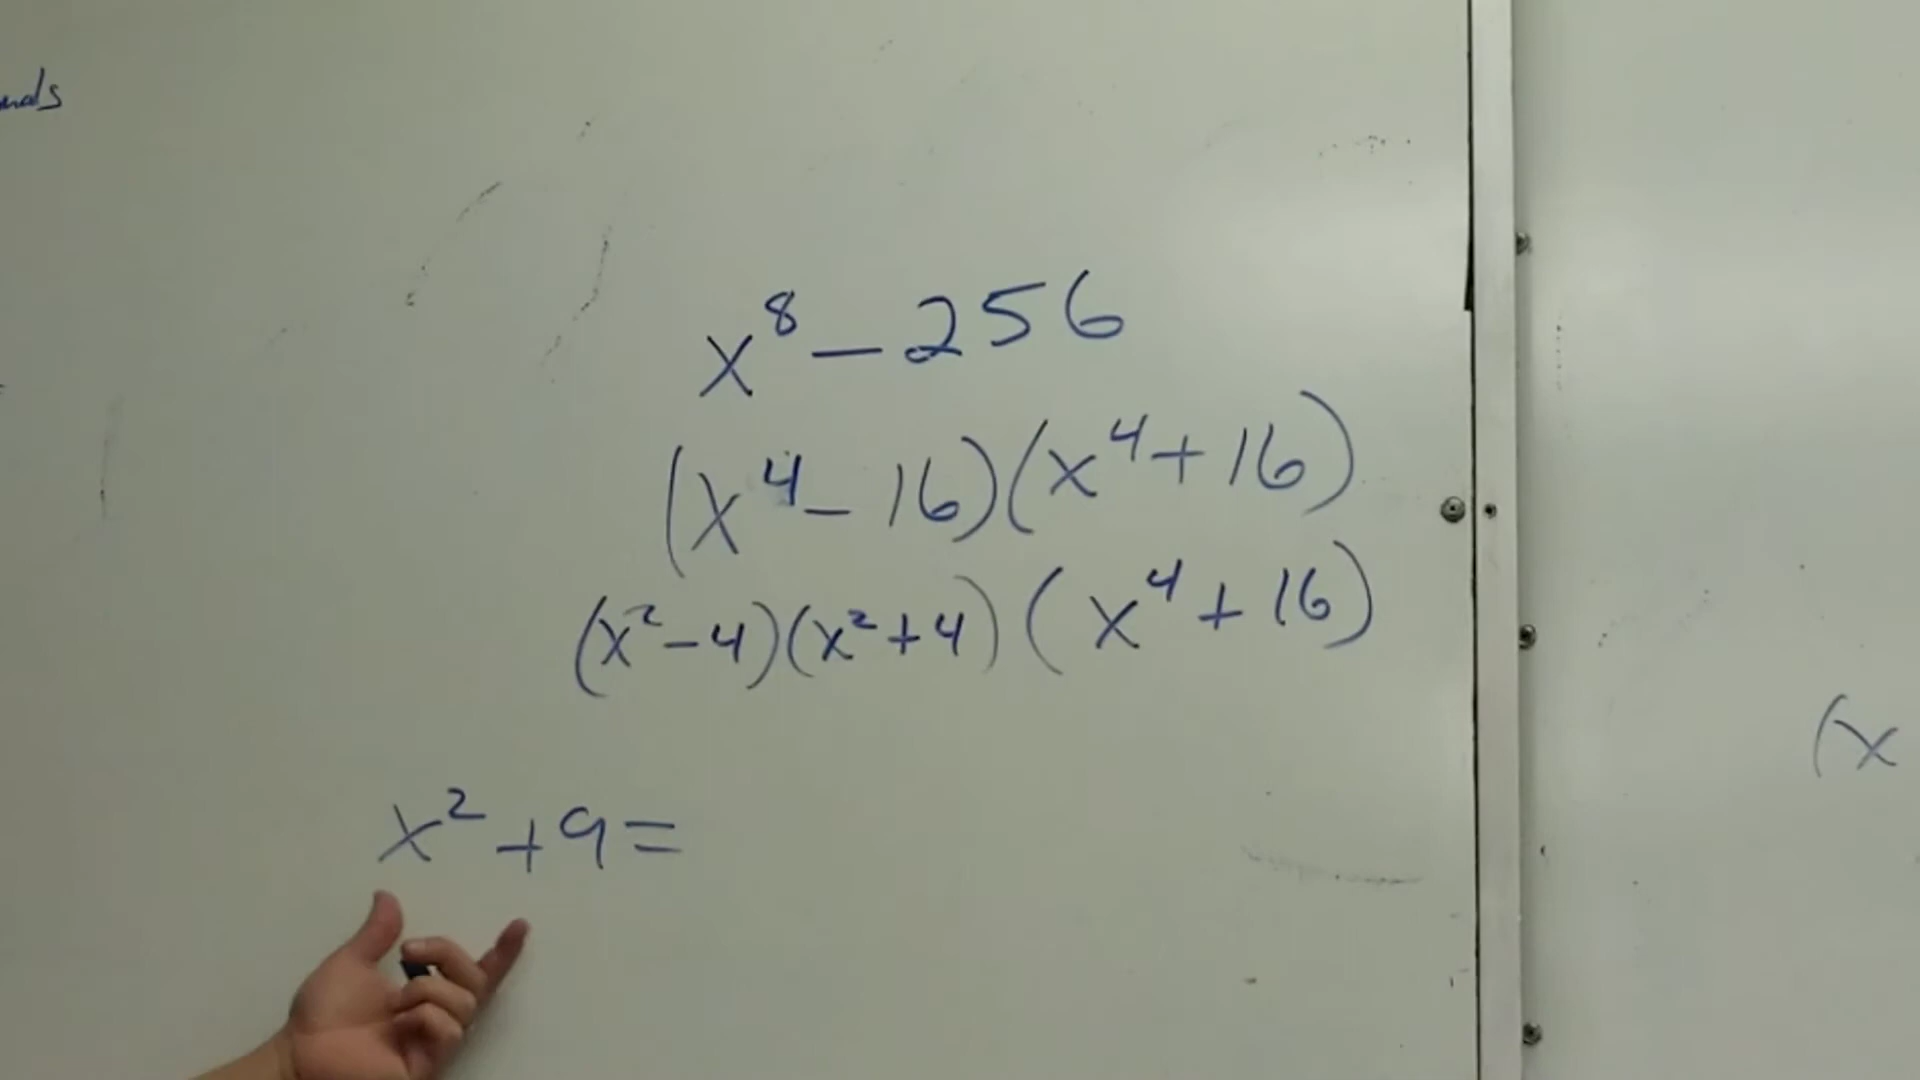 x⁸ - 256
(x⁴ - 16)(x⁴ + 16)
(x² - 4)(x² + 4)(x⁴ + 16)
x² + 9 =
(x